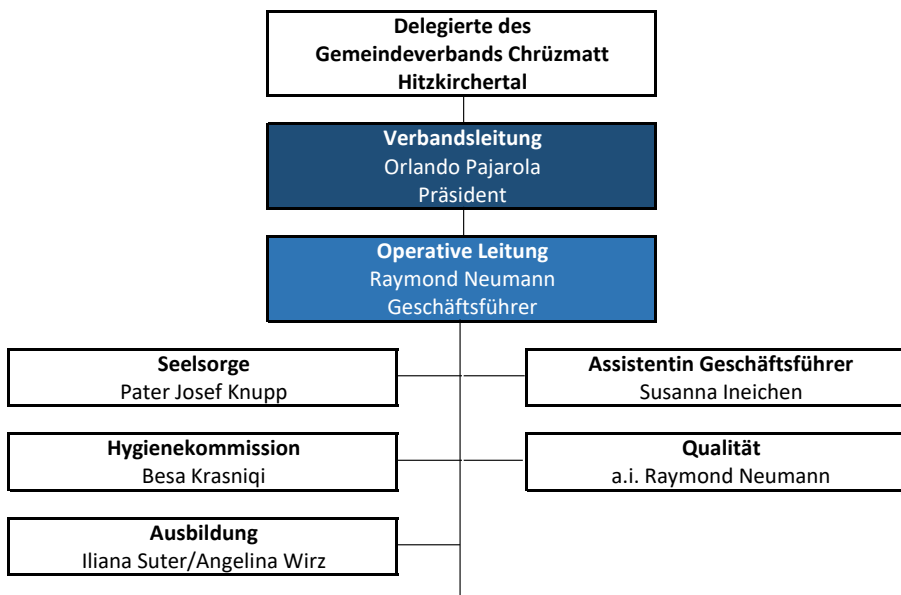 Delegierte des
Gemeindeverbands Chrüzmatt
Hitzkirchertal
Verbandsleitung
Orlando Pajarola
Präsident
Operative Leitung
Raymond Neumann
Geschäftsführer
Seelsorge
Pater Josef Knupp
Assistentin Geschäftsführer
Susanna Ineichen
Hygienekommission
Besa Krasniqi
Qualität
a.i. Raymond Neumann
Ausbildung
Iliana Suter/Angelina Wirz